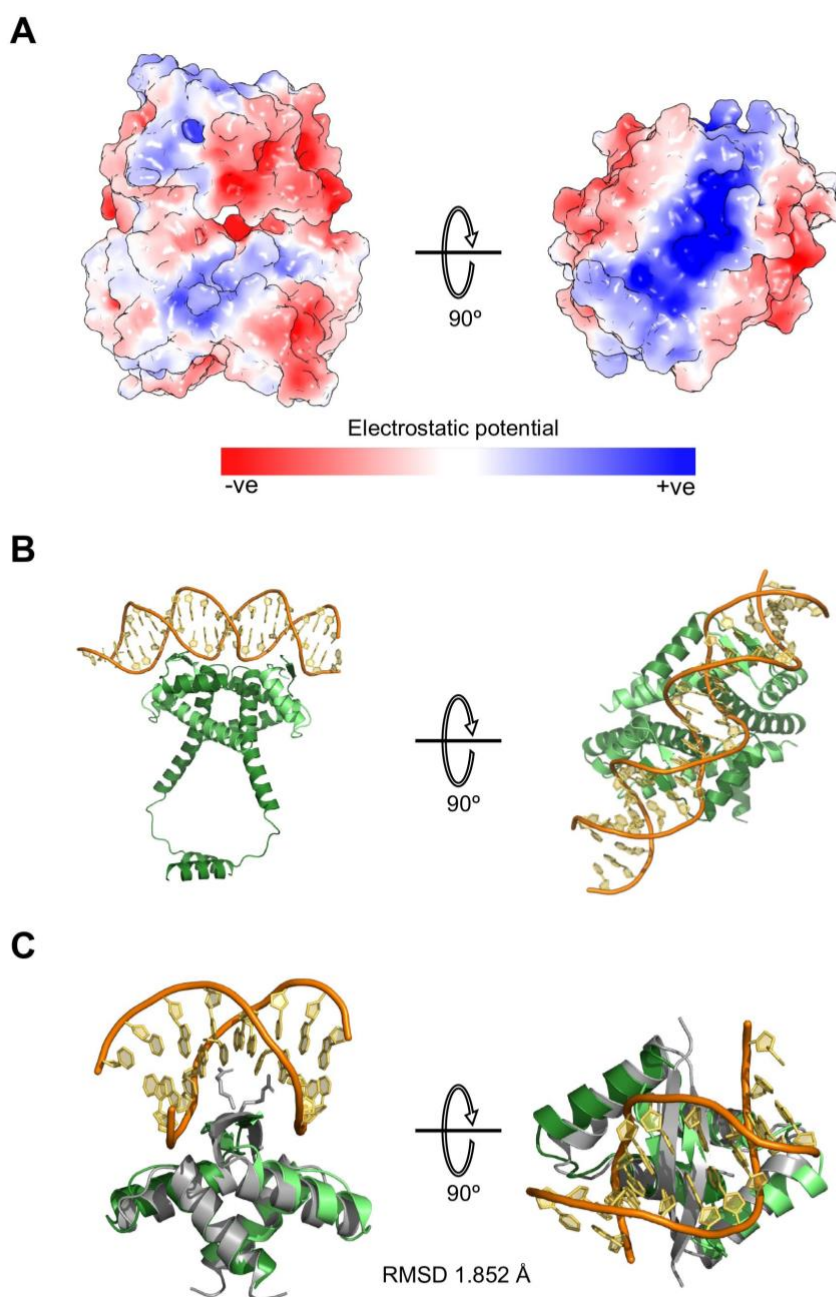 A
90º
Electrostatic potential
-ve +ve
B
90º
C
90º
RMSD 1.852 Å